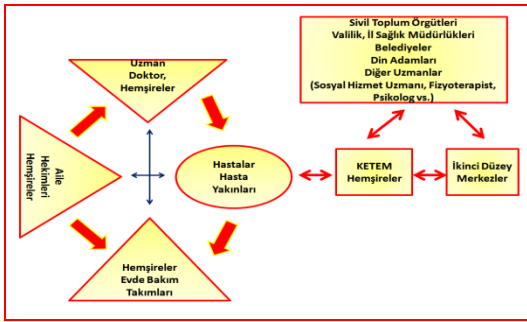 Uzman
Doktor,
Hemşireler
Sivil Toplum Örgütleri
Valilik, İl Sağlık Müdürlükleri
Belediyeler
Din Adamları
Diğer Uzmanlar
(Sosyal Hizmet Uzmanı, Fizyoterapist,
Psikolog vs.)
Aile
Hekimleri
Hemşireler
Hastalar
Hasta
Yakınları
KETEM
Hemşireler
İkinci Düzey
Merkezler
Hemşireler
Evde Bakım
Takımları